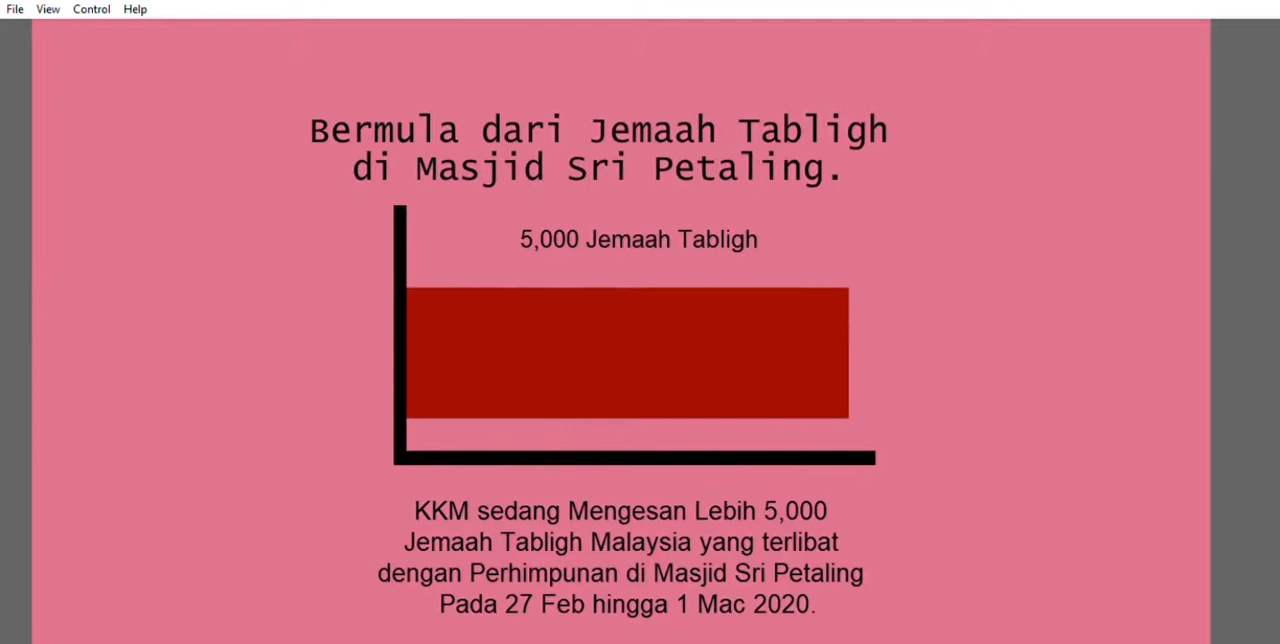 File View Control Help
Bermula dari Jemaah Tabligh
di Masjid Sri Petaling.
5,000 Jemaah Tabligh
KKM sedang Mengesan Lebih 5,000
Jemaah Tabligh Malaysia yang terlibat
dengan Perhimpunan di Masjid Sri Petaling
Pada 27 Feb hingga 1 Mac 2020.